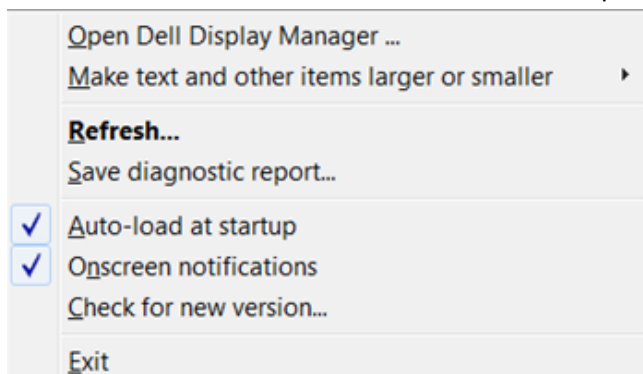 Open Dell Display Manager ...
Make text and other items larger or smaller
Refresh...
Save diagnostic report...
Auto-load at startup
Onscreen notifications
Check for new version...
Exit